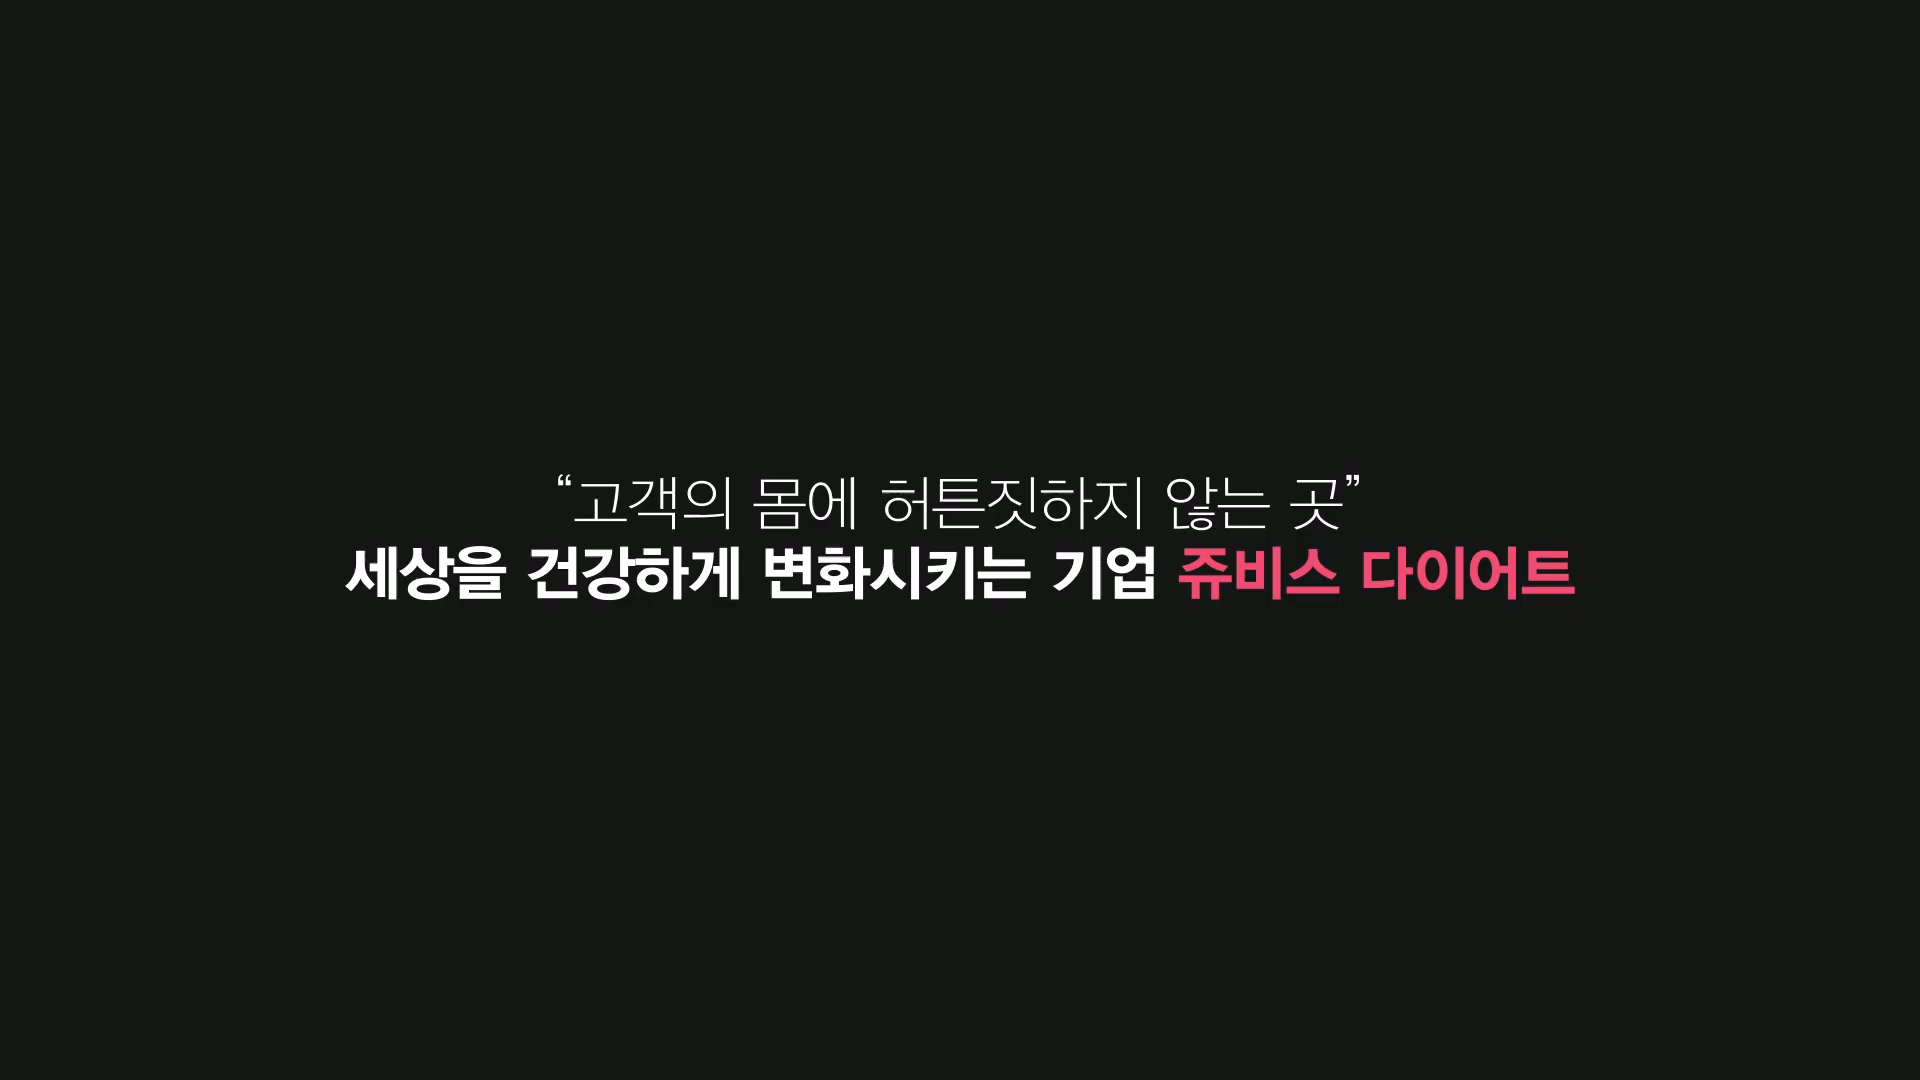 “고객의 몸에 허튼짓하지 않는 곳”
세상을 건강하게 변화시키는 기업 쥬비스 다이어트